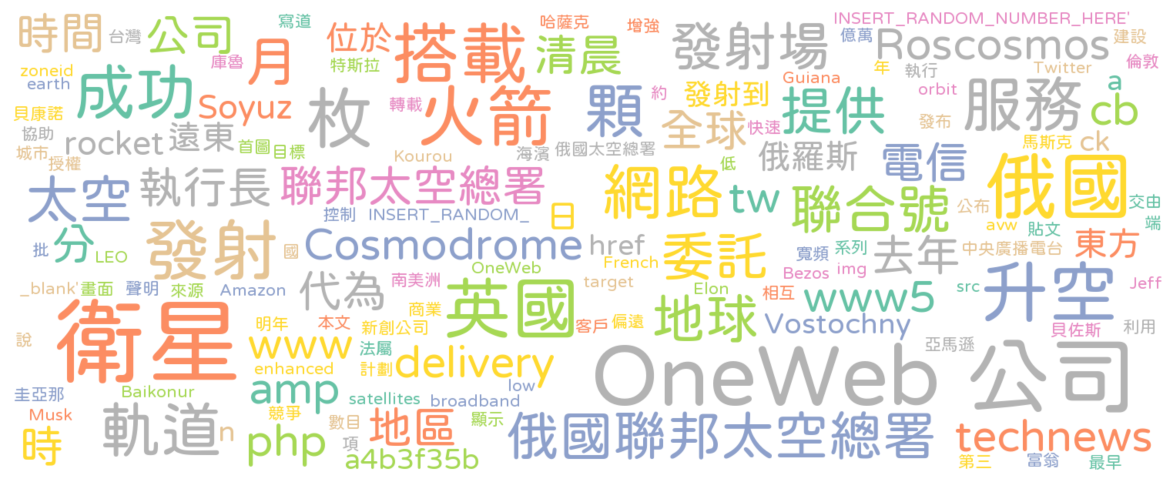 INSERT_RANDOM_NUMBER_HERE'
時間
台灣
公司
寫道
月
位於
搭載
哈薩克
增強
清晨
發射場
億萬
Roscosmos
建設
倫敦
庫魯
特斯拉
zoneid
earth
成功
Soyuz
枚
轉載
火箭
顆
約
發射到
Guiana
提供
年
執行
orbit
Twitter
服務
a
cb
貝康諾
協助
城市
授權
rocket
遠東
首圖
目標
Kourou
海濱
俄國太空總署
全球
快速
俄羅斯
發布
電信
馬斯克
ck
俄國
太空
執行長
聯邦太空總署
網路
低
tw
聯合號
公布
avw
貼文
交由
端
控制
INSERT_RANDOM_
日
批
分
LEO
發射
國
Cosmodrome
href
委託
寬頻
系列
去年
中央廣播電台
東方
_blank'
畫面
聲明
來源
Amazon
代為
南美洲
OneWeb
French
target
Elon
Bezos
img
相互
www5
src
升空
Jeff
說
衛星
明年
本文
新創公司
商業
英國
客戶
偏遠
地球
Vostochny
貝佐斯
利用
www
法屬
計劃
delivery
亞馬遜
OneWeb
公司
enhanced
圭亞那
Musk
Baikonur
amp
satellites
low
broadband
時
軌道
n
競爭
php
數目
項
地區
顯示
a4b3f35b
俄國聯邦太空總署
technews
第三
富翁
最早